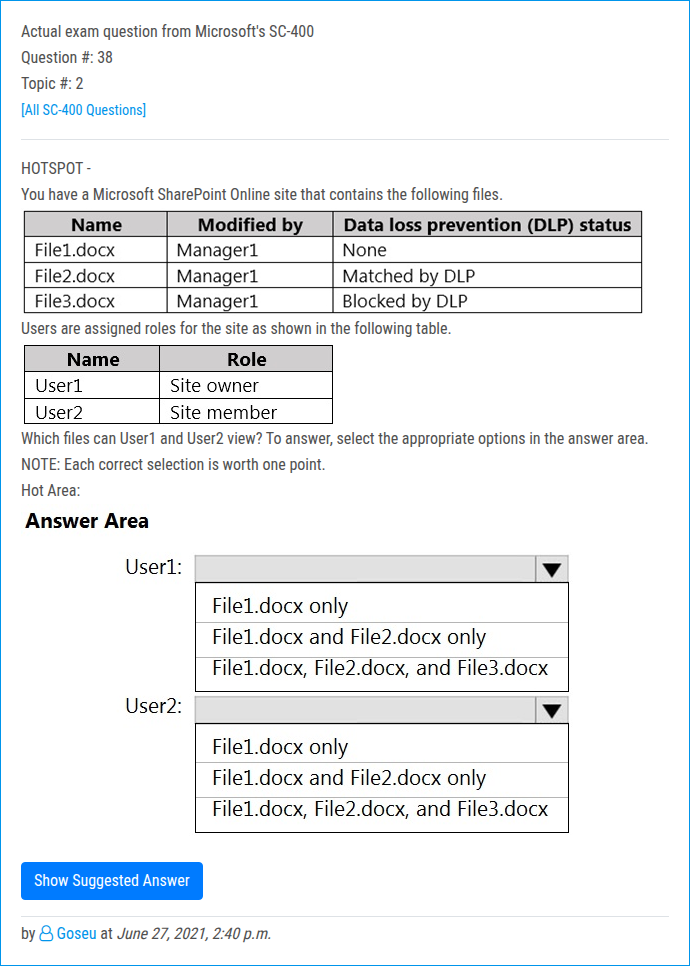 Actual exam question from Microsoft's SC-400
Question #: 38
Topic #: 2
[All SC-400 Questions]
HOTSPOT -
You have a Microsoft SharePoint Online site that contains the following files.
Name Modified by Data loss prevention (DLP) status
File1.docx Manager1 None
File2.docx Manager1 Matched by DLP
File3.docx Manager1 Blocked by DLP
Users are assigned roles for the site as shown in the following table.
Name Role
User1 Site owner
User2 Site member
Which files can User1 and User2 view? To answer, select the appropriate options in the answer area.
NOTE: Each correct selection is worth one point.
Hot Area:
Answer Area
User1:
File1.docx only
File1.docx and File2.docx only
File1.docx, File2.docx, and File3.docx
User2:
File1.docx only
File1.docx and File2.docx only
File1.docx, File2.docx, and File3.docx
Show Suggested Answer
by Goseu at June 27, 2021, 2:40 p.m.